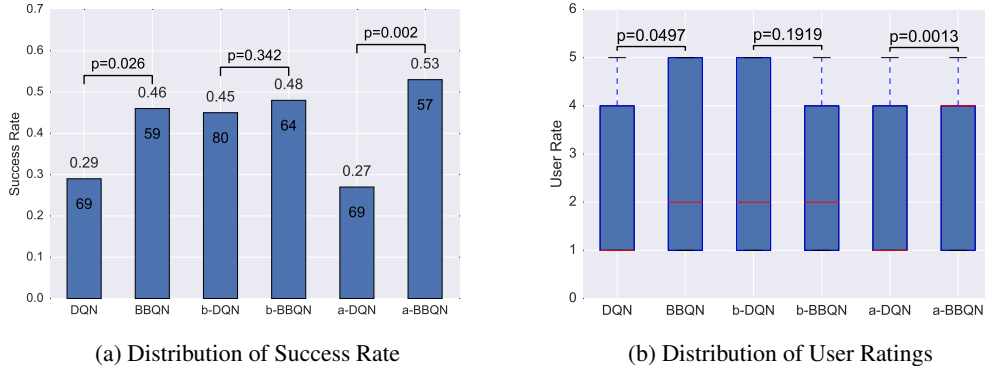 0.7
0.6
0.5
0.4
0.3
0.2
0.1
0.0
Success Rate
p=0.026
p=0.342
p=0.002
0.29
0.46
0.45
0.48
0.27
0.53
69
59
80
64
69
57
DQN BBQN b-DQN b-BBQN a-DQN a-BBQN
(a) Distribution of Success Rate
6
5
4
3
2
1
0
User Rate
p=0.0497
p=0.1919
p=0.0013
DQN BBQN b-DQN b-BBQN a-DQN a-BBQN
(b) Distribution of User Ratings